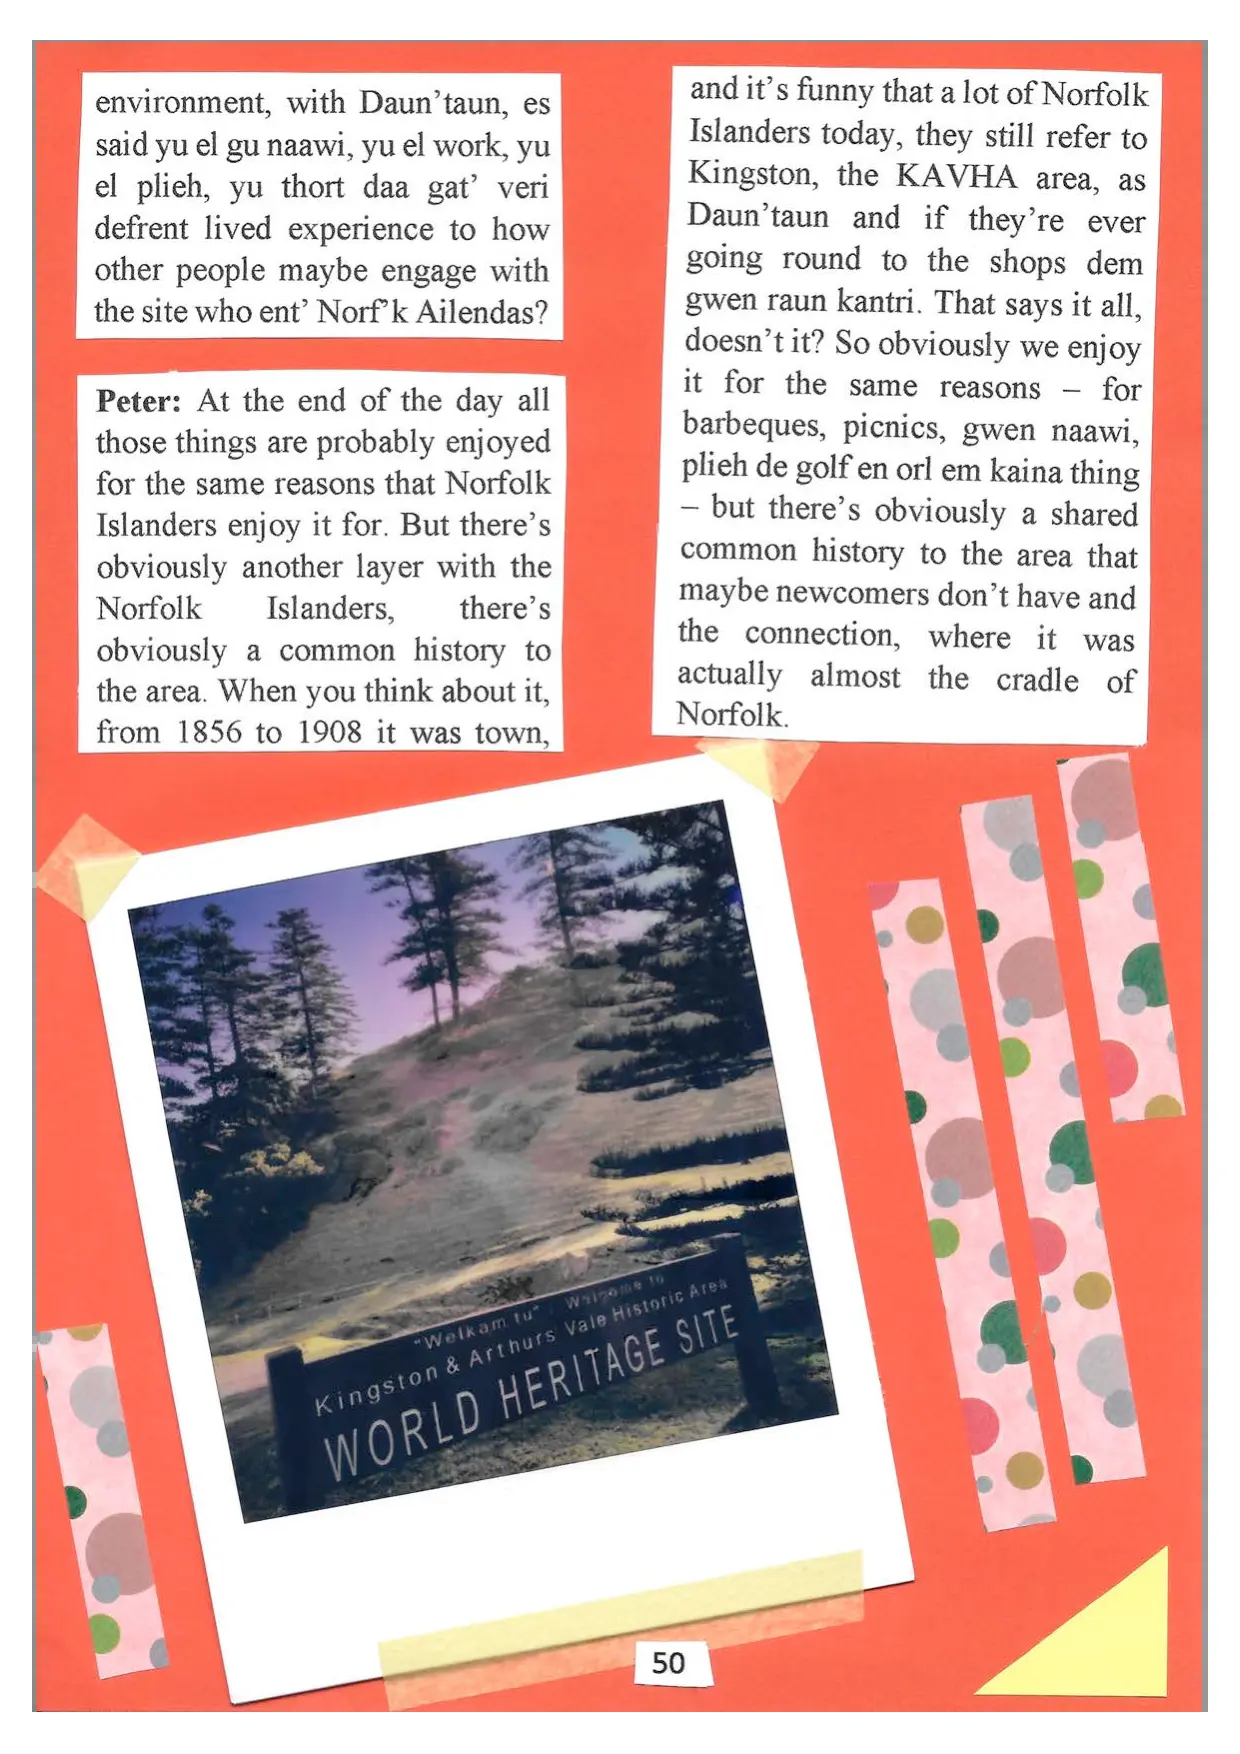 environment, with Daun’taun, es
said yu el gu naawi, yu el work, yu
el plieh, yu thort daa gat’ veri
defrent lived experience to how
other people maybe engage with
the site who ent’ Norf’k Ailendas?
Peter: At the end of the day all
those things are probably enjoyed
for the same reasons that Norfolk
Islanders enjoy it for. But there’s
obviously another layer with the
Norfolk Islanders, there’s
obviously a common history to
the area. When you think about it,
from 1856 to 1908 it was town,
and it’s funny that a lot of Norfolk
Islanders today, they still refer to
Kingston, the KAVHA area, as
Daun’taun and if they’re ever
going round to the shops dem
gwen raun kantri. That says it all,
doesn’t it? So obviously we enjoy
it for the same reasons – for
barbeques, picnics, gwen naawi,
plieh de golf en orl em kaina thing
– but there’s obviously a shared
common history to the area that
maybe newcomers don’t have and
the connection, where it was
actually almost the cradle of
Norfolk.
"Welkam tu" Welcome to
Kingston & Arthurs Vale Historic Area
WORLD HERITAGE SITE
50